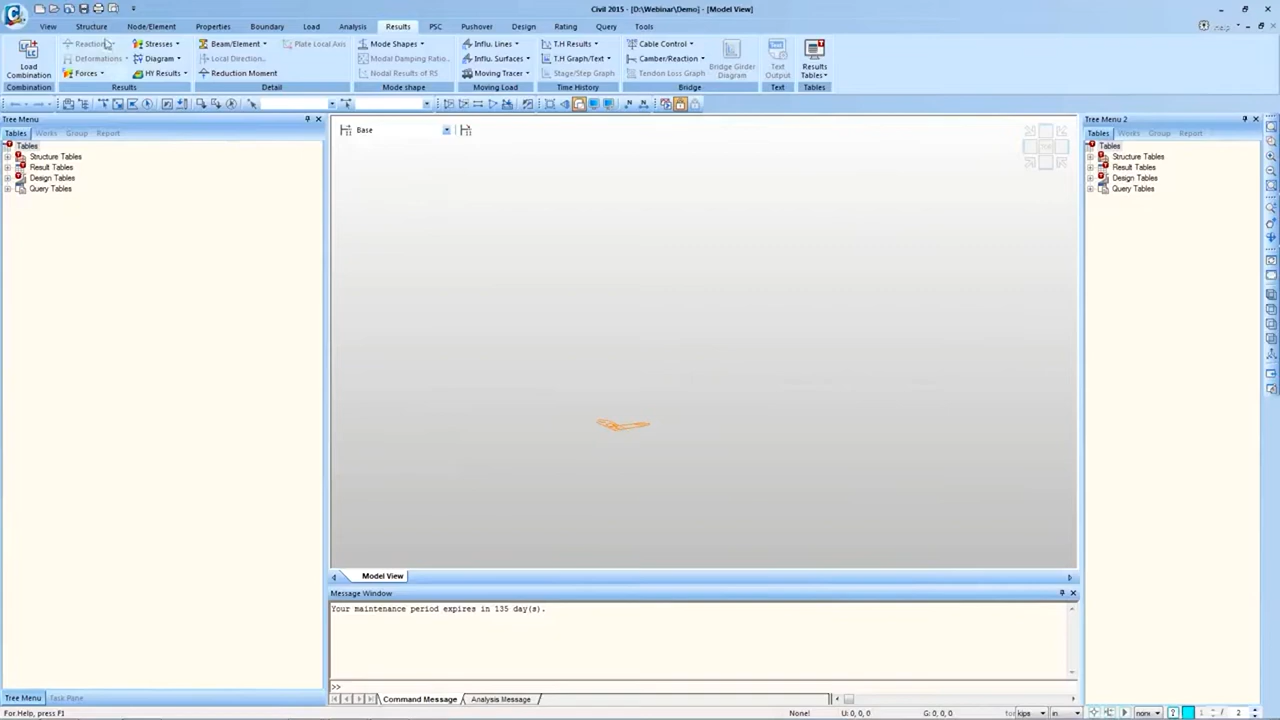 Civil 2015 - [D:\Webinar\Demo] - [Model View]
View Structure Node/Element Properties Boundary Load Analysis Results PSC Pushover Design Rating Query Tools
Help
Load Combination
Combination
Reaction
Deformations
Forces
Stresses
Diagram
HY Results
Results
Beam/Element
Local Direction..
Reduction Moment
Plate Local Axis
Detail
Mode Shapes
Modal Damping Ratio..
Nodal Results of RS
Mode shape
Influ. Lines
Influ. Surfaces
Moving Tracer
Moving Load
T.H Results
T.H Graph/Text
Stage/Step Graph
Time History
Cable Control
Camber/Reaction
Tendon Loss Graph
Bridge Girder Diagram
Bridge
Text Output
Text
Results Tables
Tables
Tree Menu
Tables Works Group Report
Tables
Structure Tables
Result Tables
Design Tables
Query Tables
Base
Model View
Message Window
Your maintenance period expires in 135 day(s).
>>
Command Message Analysis Message
Tree Menu 2
Tables Works Group Report
Tables
Structure Tables
Result Tables
Design Tables
Query Tables
Tree Menu Task Pane
For Help, press F1
None! U: 0, 0, 0 G: 0, 0, 0 kips in 1 / 2